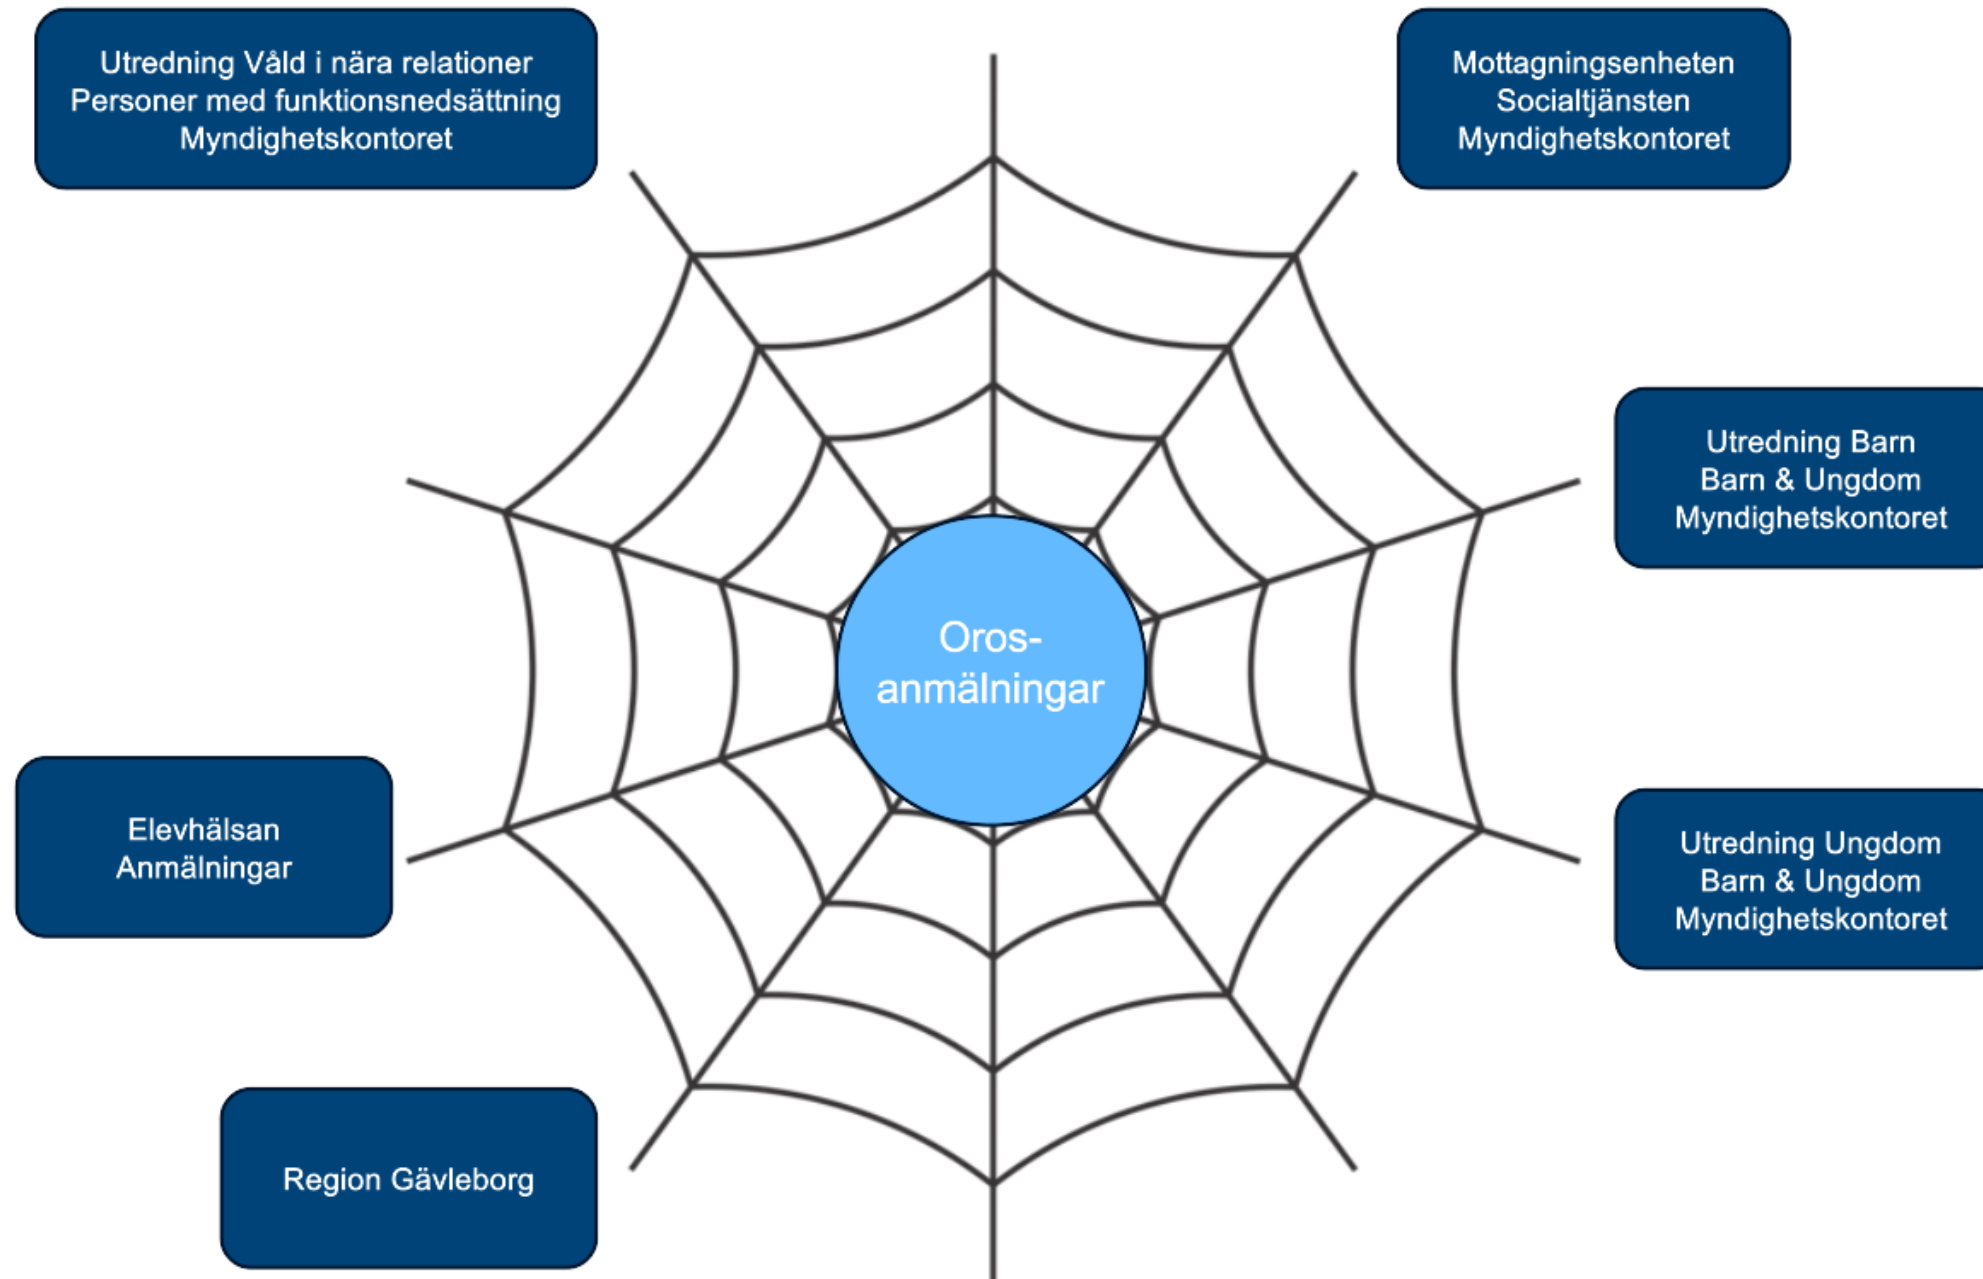 Utredning Våld i nära relationer
Personer med funktionsnedsättning
Myndighetskontoret
Mottagningsenheten
Socialtjänsten
Myndighetskontoret
Utredning Barn
Barn & Ungdom
Myndighetskontoret
Oros-
anmälningar
Elevhälsan
Anmälningar
Utredning Ungdom
Barn & Ungdom
Myndighetskontoret
Region Gävleborg